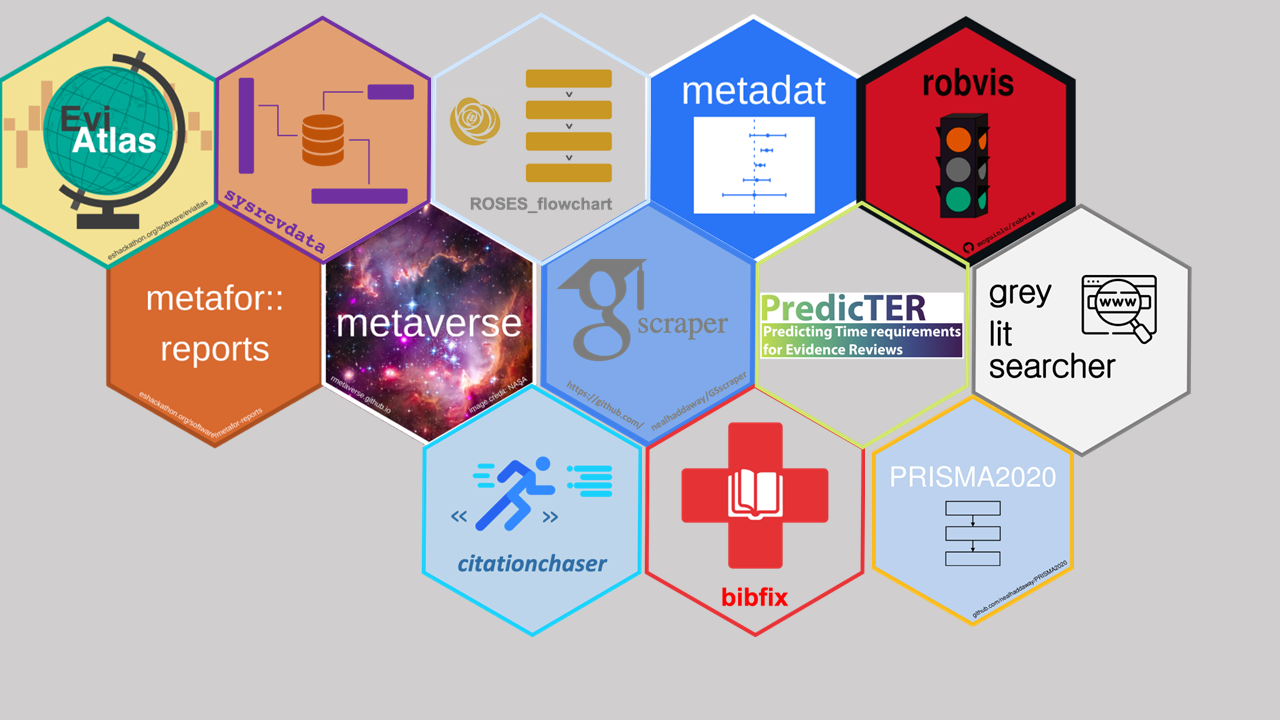 Evi
Atlas
eshackathon.org/software/eviatlas
sysrevdata
ROSES_flowchart
metadat
robvis
mcguinlu/robvis
metafor::
reports
eshackathon.org/software/metafor-reports
metaverse
rmetaverse.github.io
image credit: NASA
gs
scraper
https://github.com/
nealhaddaway/GSscraper
PredicTER
Predicting Time requirements
for Evidence Reviews
grey
lit
searcher
www
« »
citationchaser
bibfix
PRISMA2020
github.com/nealhaddaway/PRISMA2020